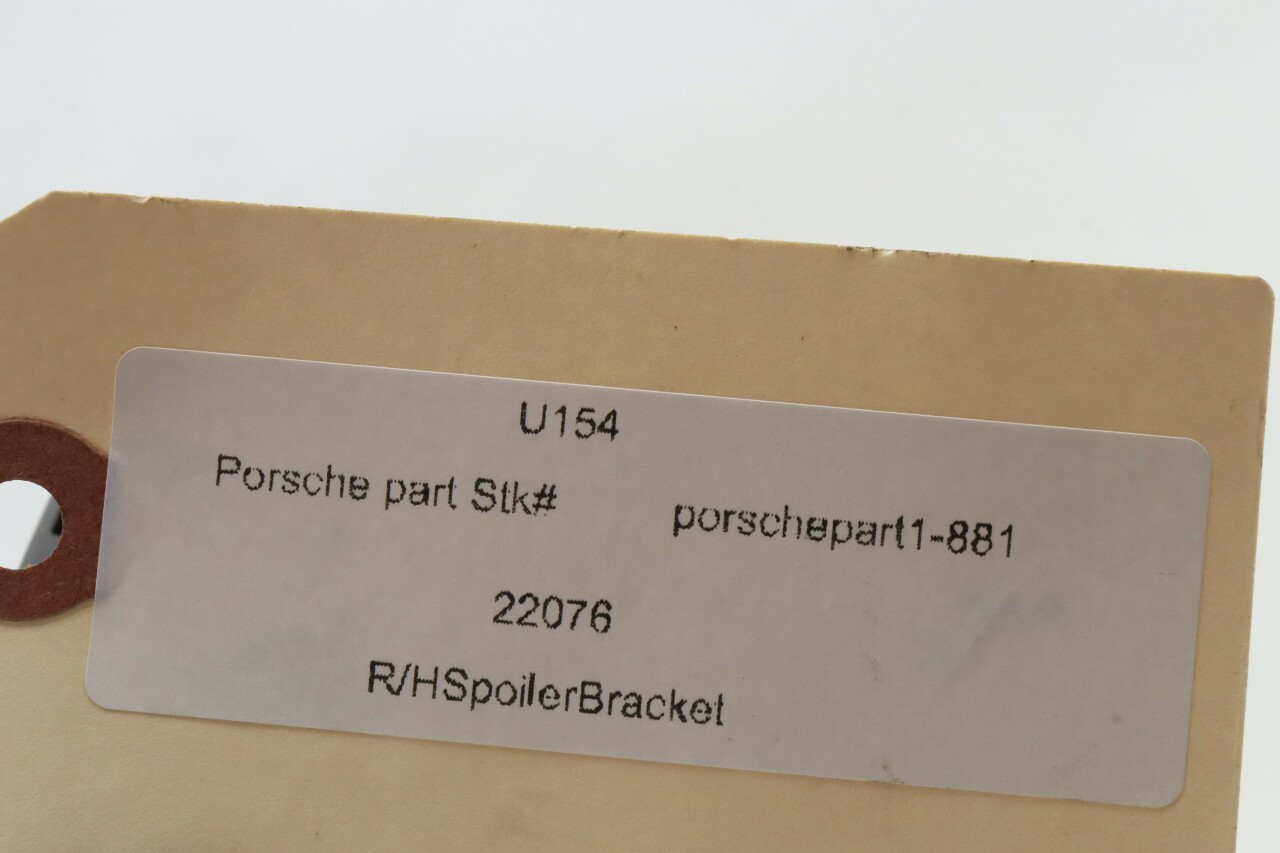 U154
Porsche part Stk# porschepart1-881
22076
R/HSpoilerBracket